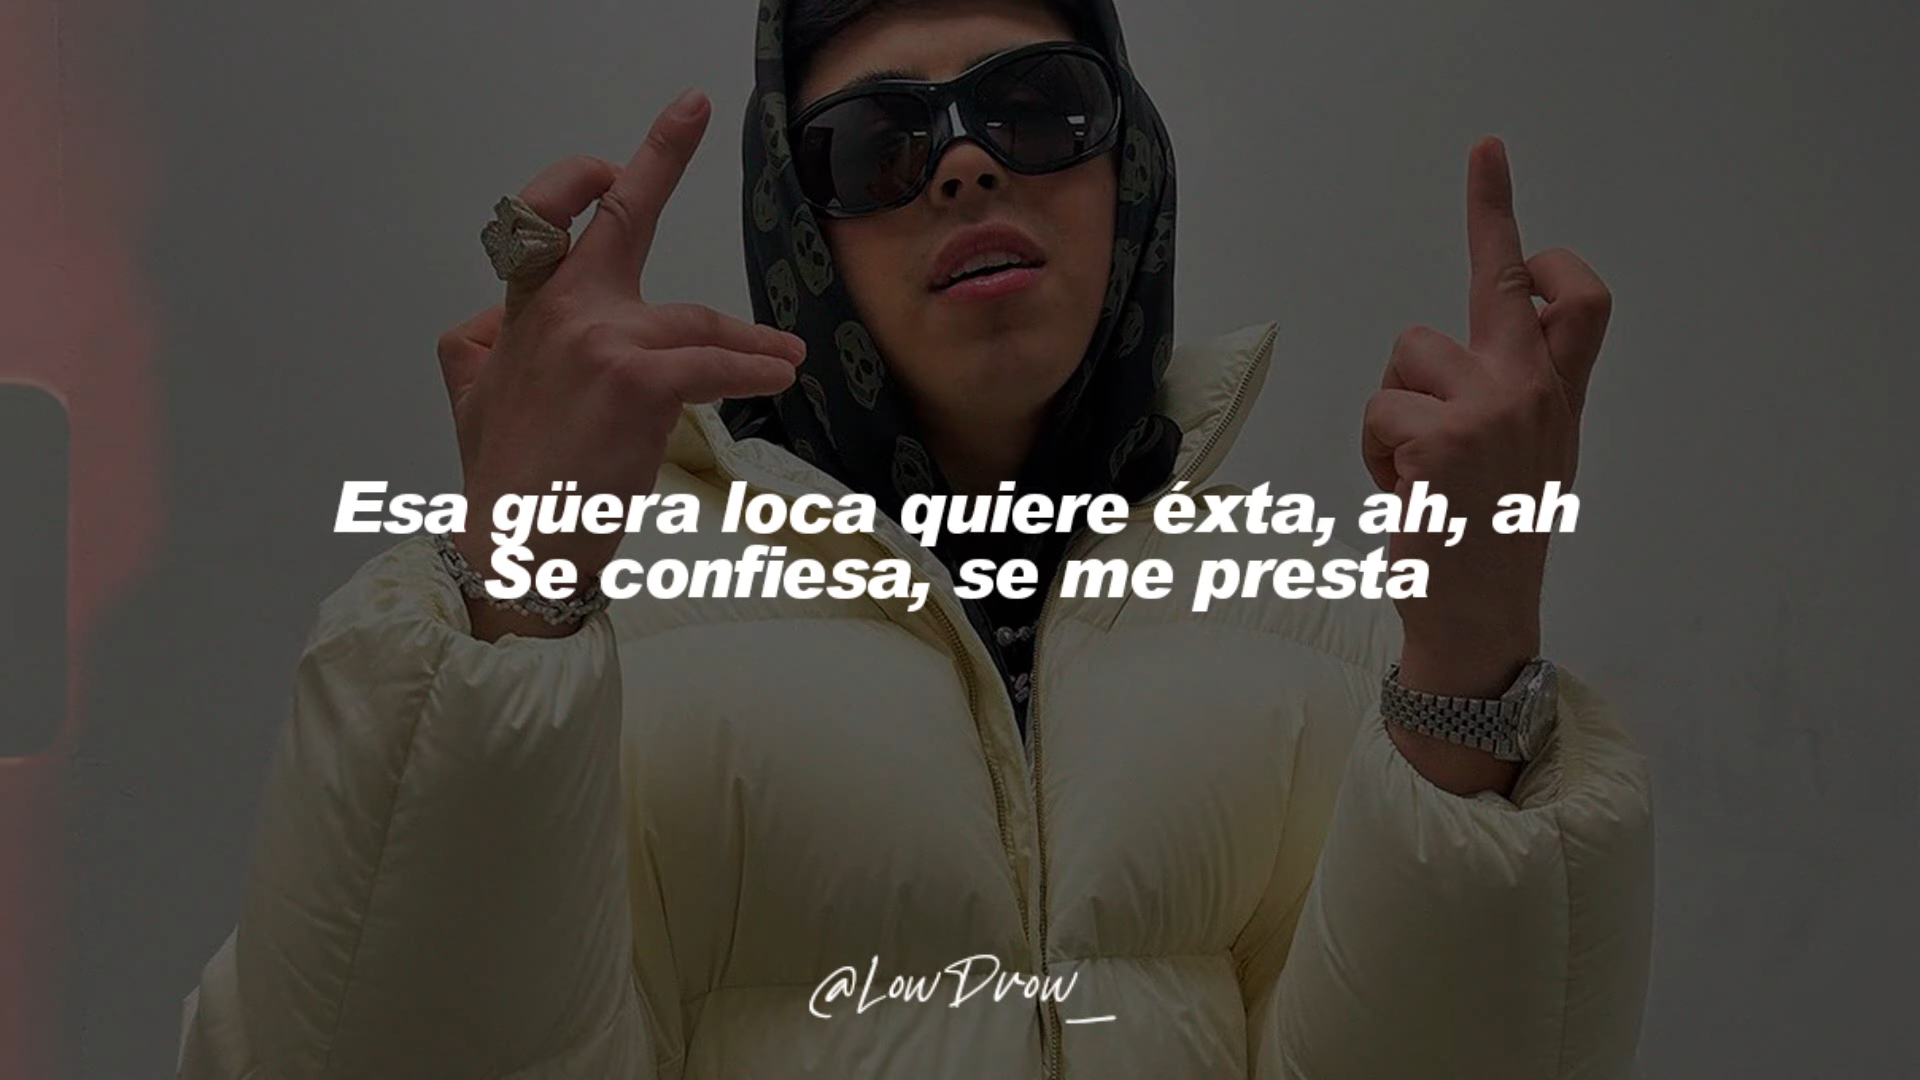 Esa güera loca quiere éxta, ah, ah
Se confiesa, se me presta
@LowDrow_